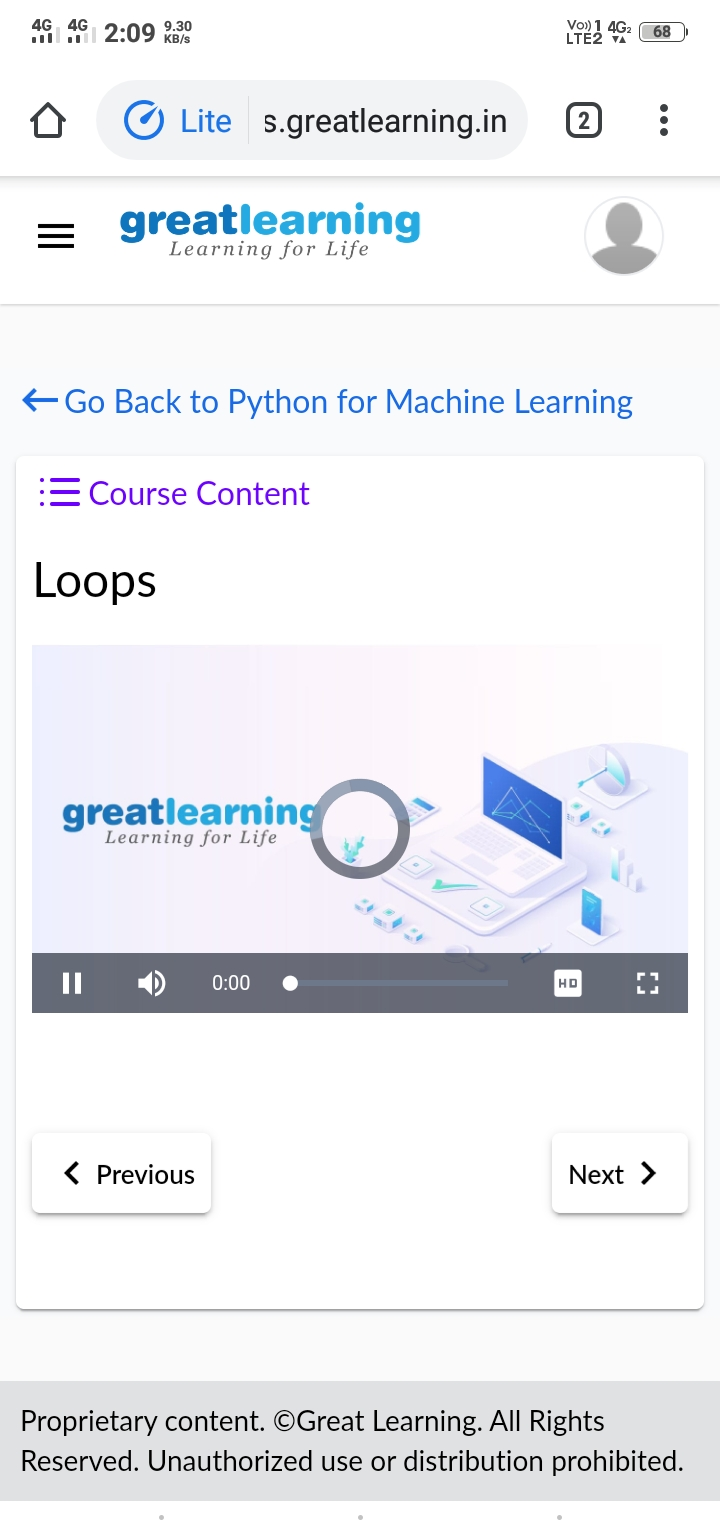 4G 4G 2:09 9.30 KB/s Vo)) 1 4G2 LTE2 68
Lite s.greatlearning.in 2
greatlearning
Learning for Life
Go Back to Python for Machine Learning
Course Content
Loops
greatlearning
Learning for Life
0:00 HD
Previous Next
Proprietary content. ©Great Learning. All Rights
Reserved. Unauthorized use or distribution prohibited.